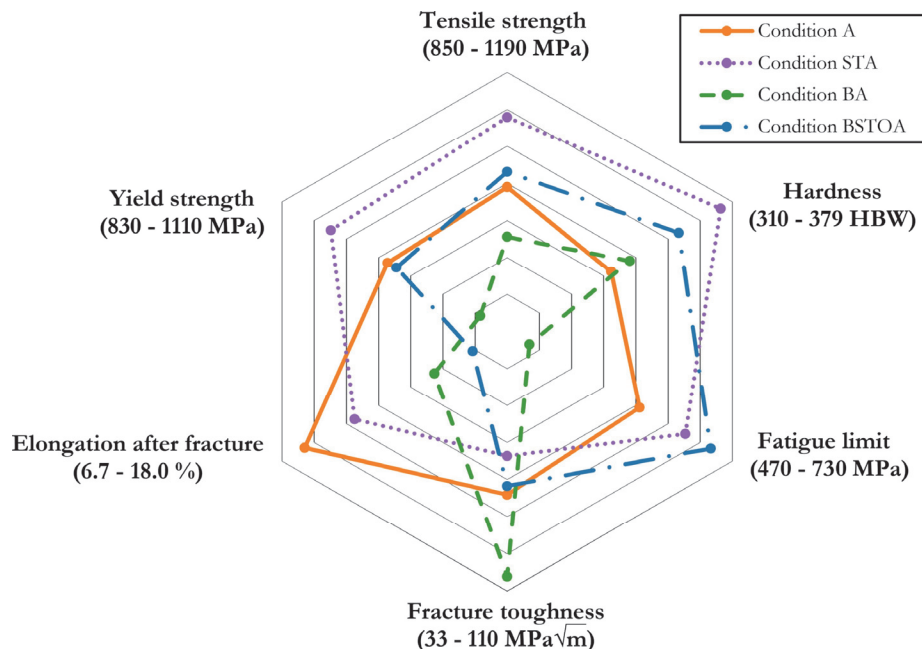 Tensile strength
(850 - 1190 MPa)
Condition A
Condition STA
Condition BA
Condition BSTOA
Yield strength
(830 - 1110 MPa)
Hardness
(310 - 379 HBW)
Elongation after fracture
(6.7 - 18.0 %)
Fatigue limit
(470 - 730 MPa)
Fracture toughness
(33 - 110 MPa√m)